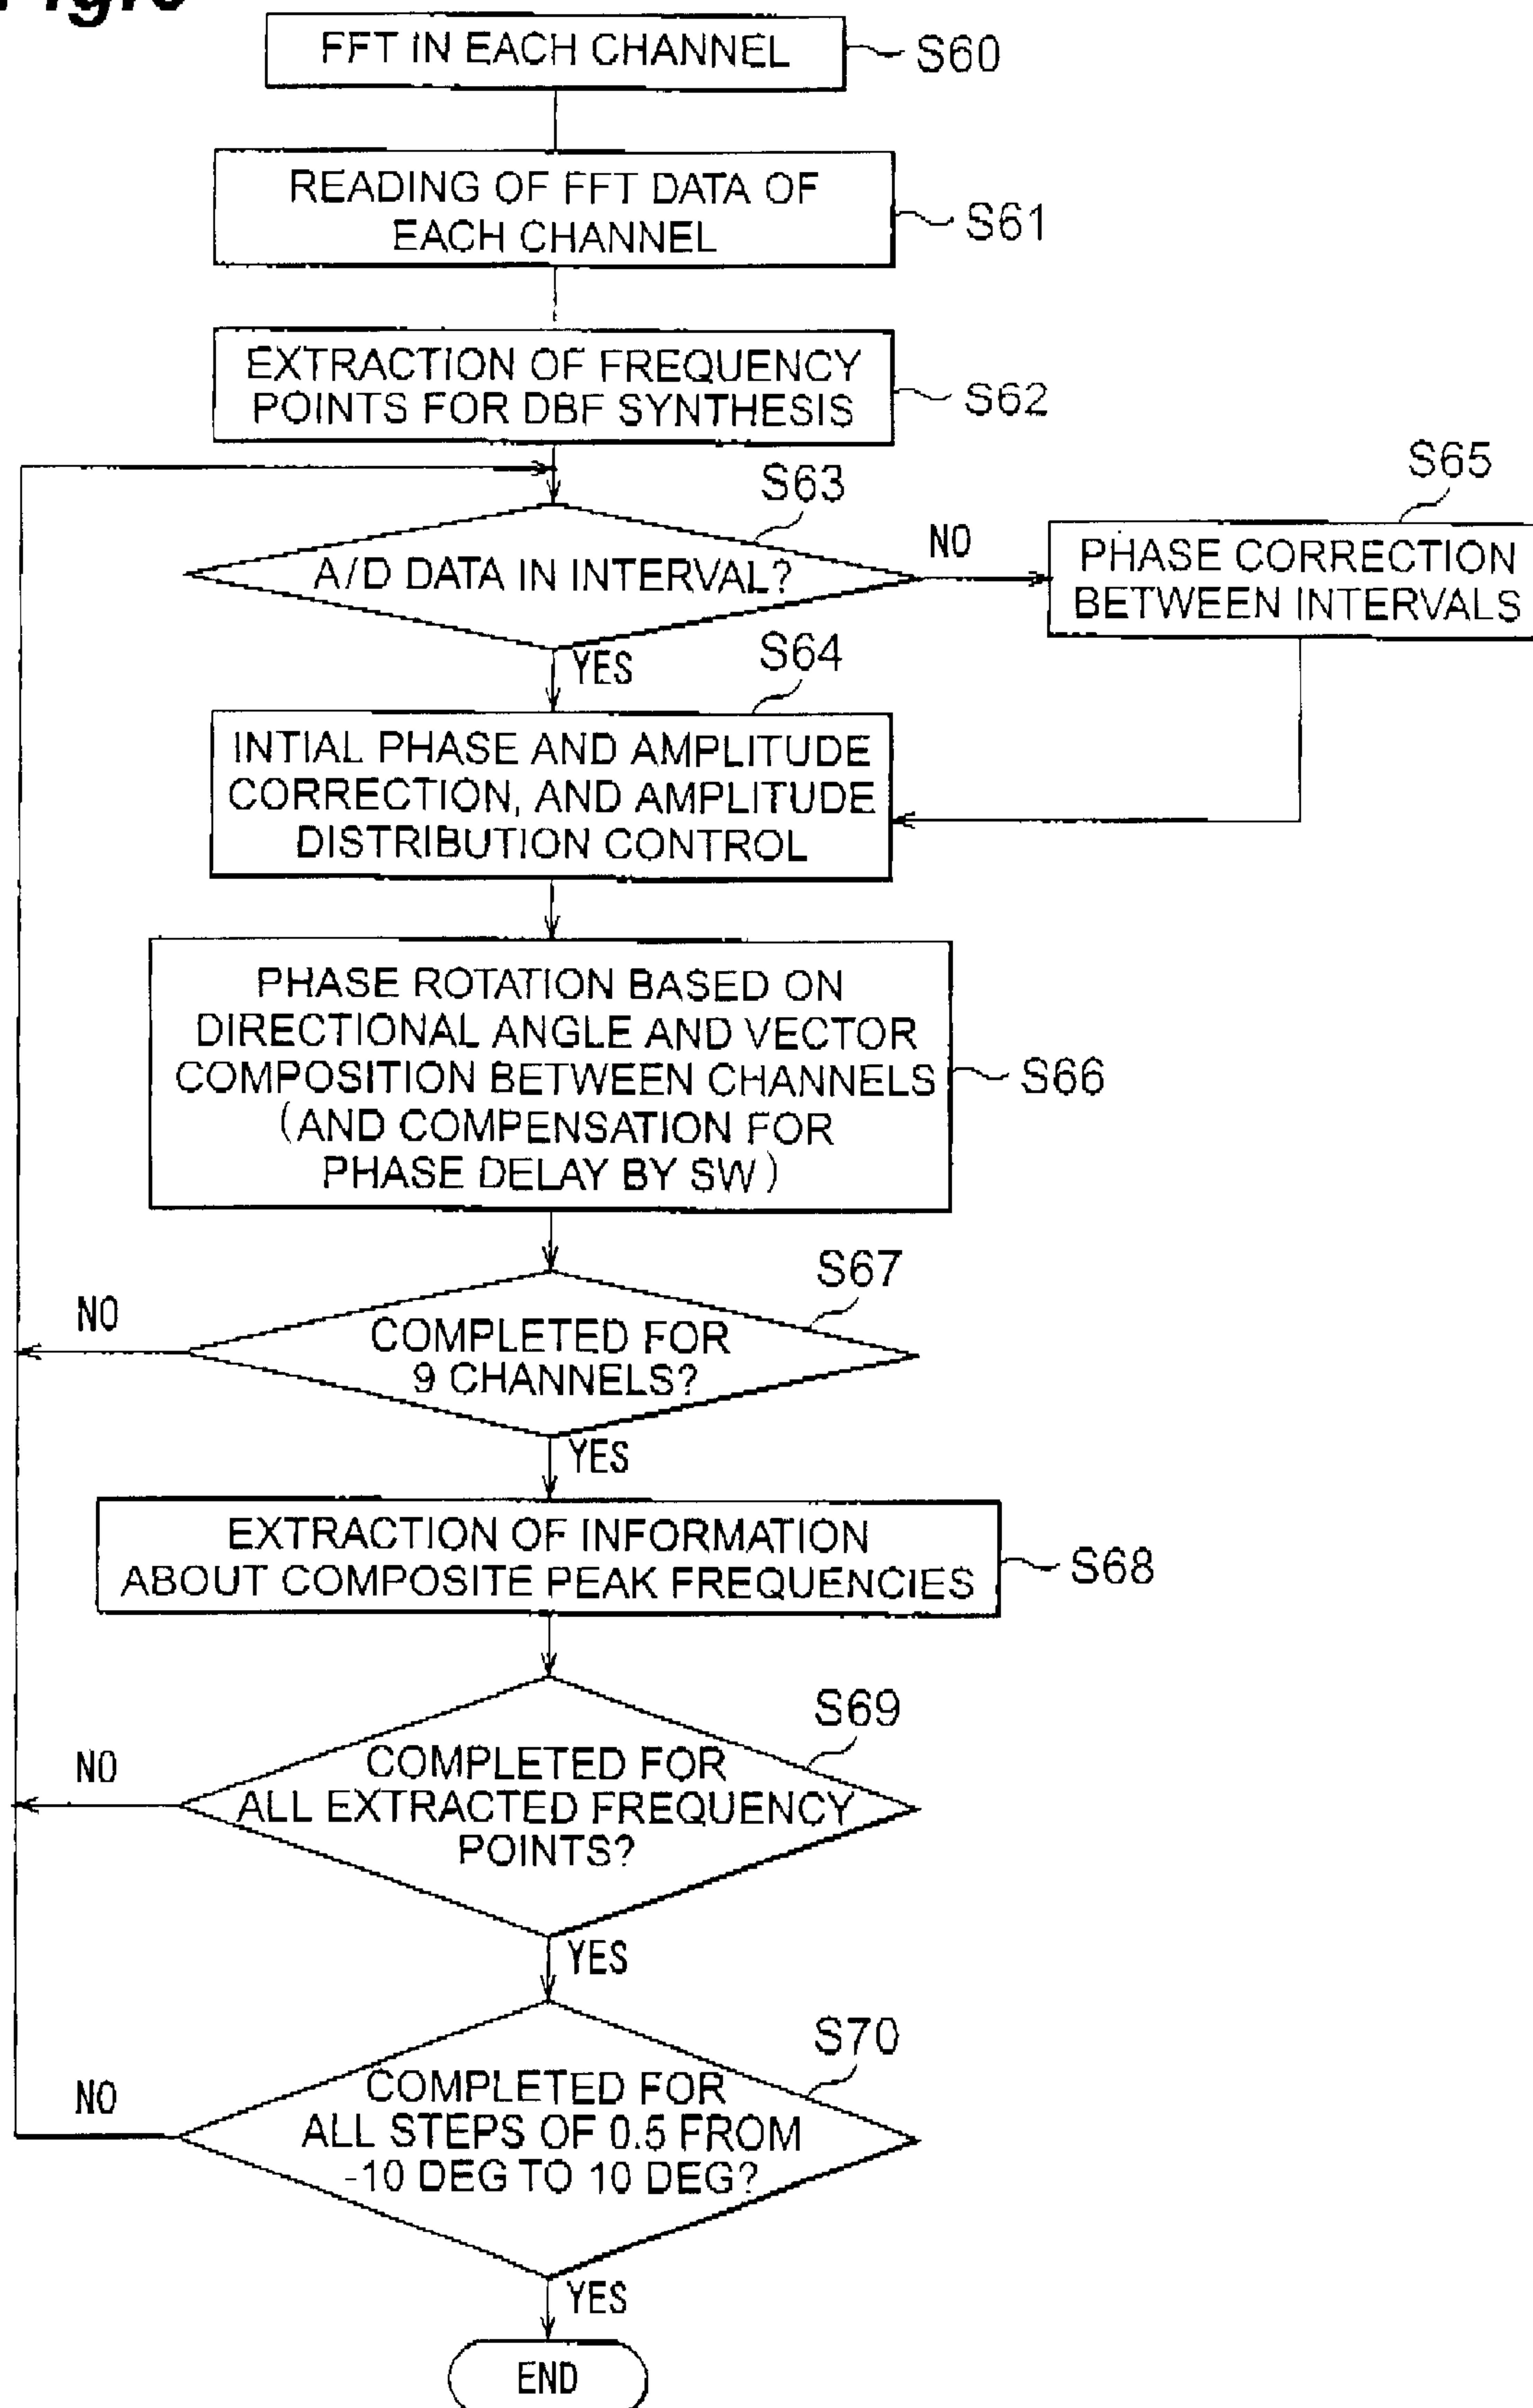 FFT IN EACH CHANNEL
S60
READING OF FFT DATA OF
EACH CHANNEL
S61
EXTRACTION OF FREQUENCY
POINTS FOR DBF SYNTHESIS
S62
S63
A/D DATA IN INTERVAL?
NO
S65
PHASE CORRECTION
BETWEEN INTERVALS
YES
S64
INTIAL PHASE AND AMPLITUDE
CORRECTION, AND AMPLITUDE
DISTRIBUTION CONTROL
PHASE ROTATION BASED ON
DIRECTIONAL ANGLE AND VECTOR
COMPOSITION BETWEEN CHANNELS
(AND COMPENSATION FOR
PHASE DELAY BY SW)
S66
S67
NO
COMPLETED FOR
9 CHANNELS?
YES
EXTRACTION OF INFORMATION
ABOUT COMPOSITE PEAK FREQUENCIES
S68
S69
NO
COMPLETED FOR
ALL EXTRACTED FREQUENCY
POINTS?
YES
S70
NO
COMPLETED FOR
ALL STEPS OF 0.5 FROM
-10 DEG TO 10 DEG?
YES
END